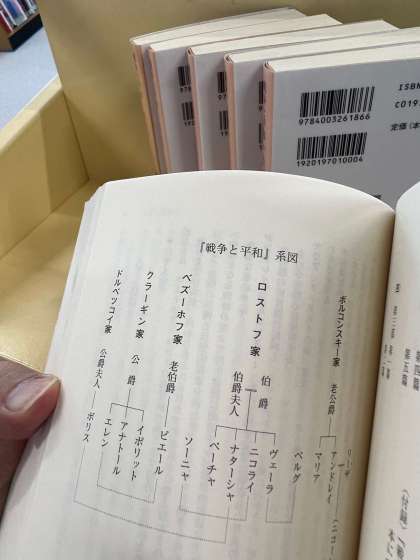 ISBN
9784003261866
C019
定価(本
1920197010004
『戦争と平和』系図
ボルコンスキー家 老公爵
リーザ
アンドレイ
マリア
ロストフ家 伯爵
伯爵夫人
ベルグ
ヴェーラ
ニコライ
ナターシャ
ペーチャ
ソーニャ
ベズーホフ家 老伯爵
ピエール
クラーギン家 公爵
イポリット
アナトール
エレン
ドルベツコイ家 公爵夫人
ボリス